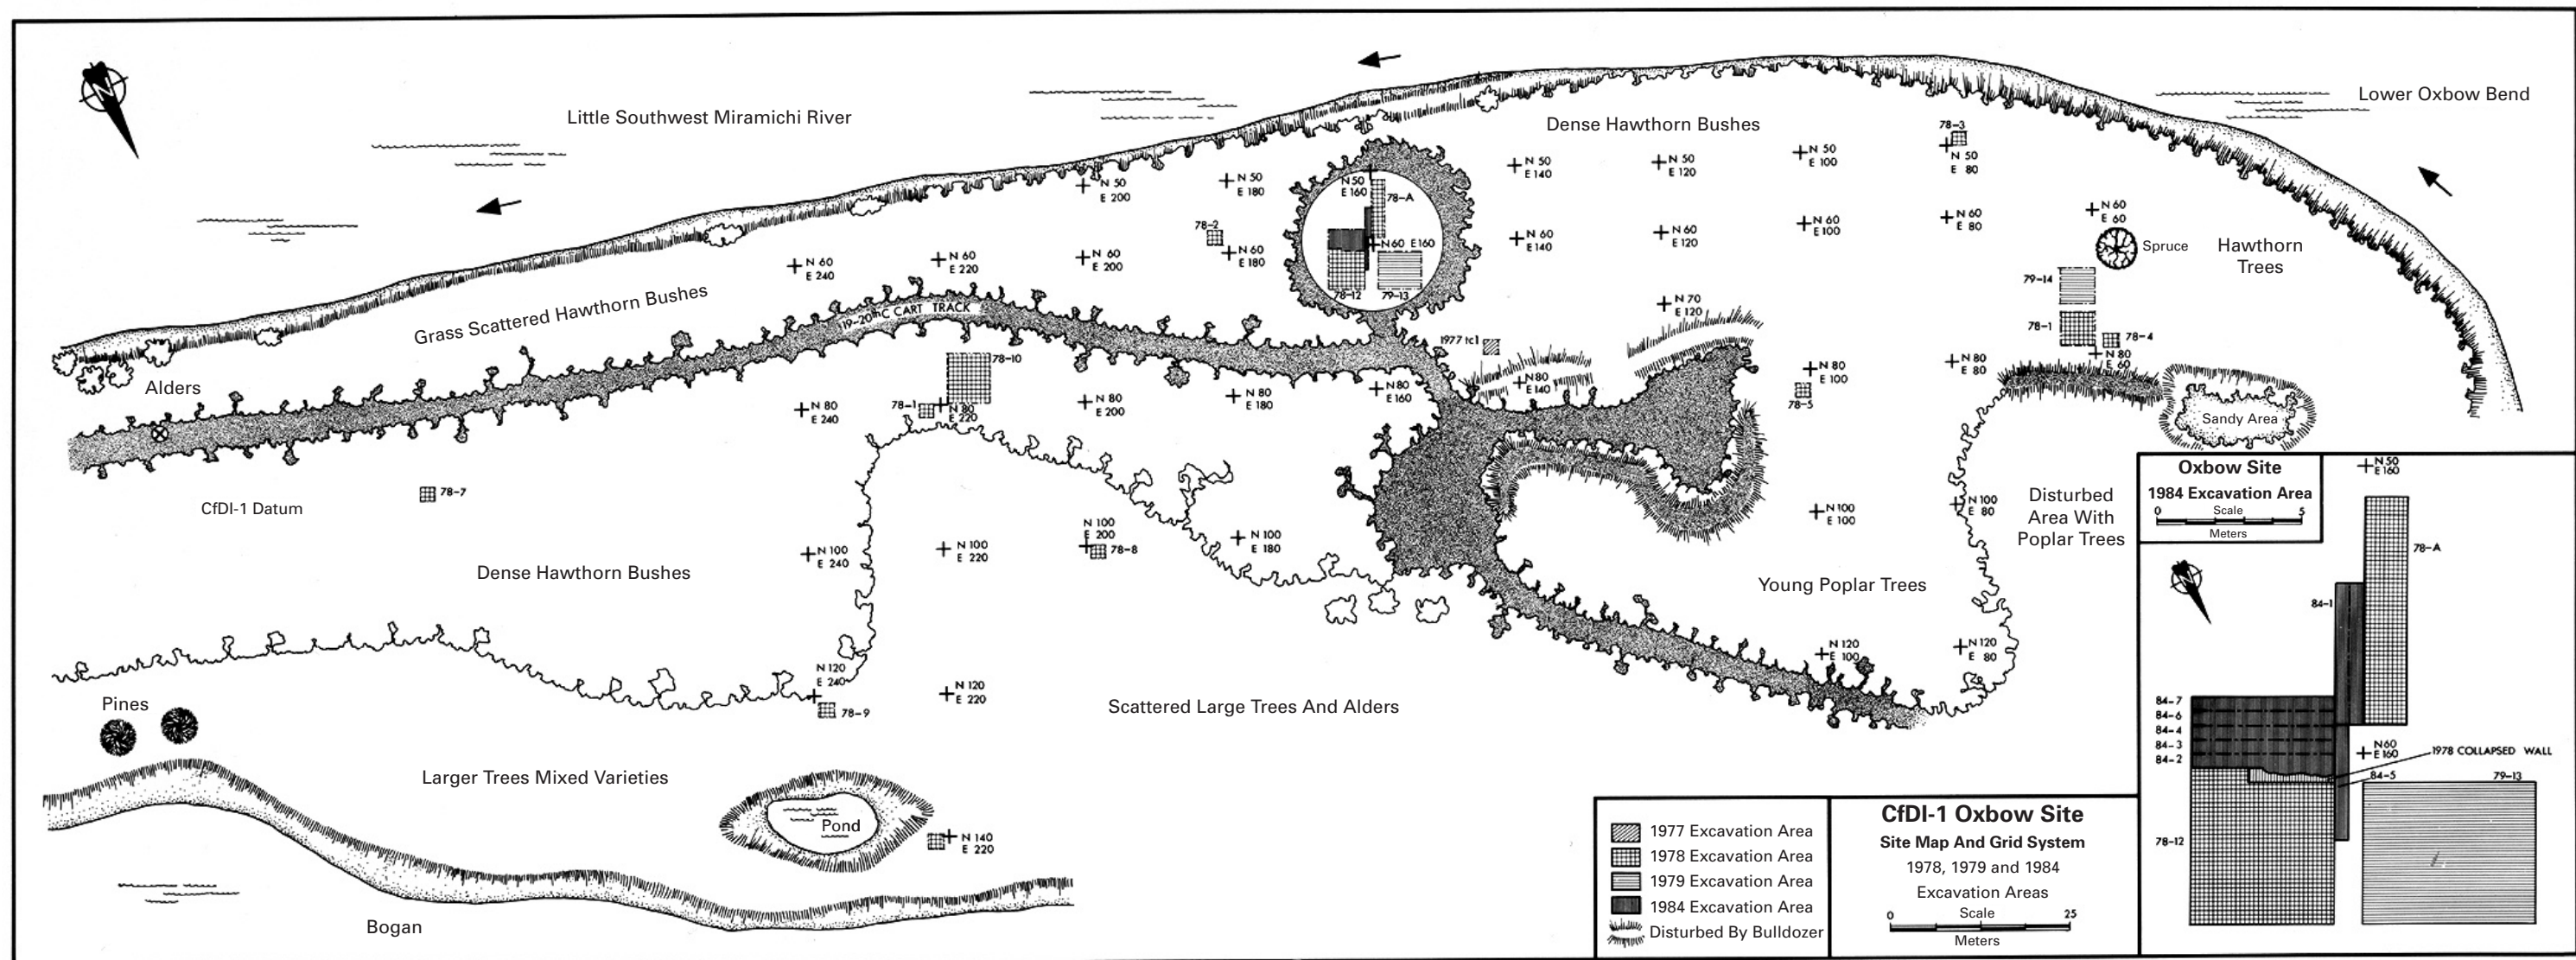 N
Little Southwest Miramichi River
Lower Oxbow Bend
Dense Hawthorn Bushes
78-3
N 50
E 200
N 50
E 180
N 50
E 160
N 50
E 140
N 50
E 120
N 50
E 100
N 50
E 80
78-A
78-2
N 60
E 240
N 60
E 220
N 60
E 200
N 60
E 180
N 60 E160
N 60
E 140
N 60
E 120
N 60
E 100
N 60
E 80
N 60
E 60
Spruce
Hawthorn
Trees
78-12
79-13
79-14
78-1
78-4
Grass Scattered Hawthorn Bushes
19-20thC CART TRACK
N 70
E 120
1977 tc1
Alders
78-10
78-1
N 80
E 240
N 80
E 220
N 80
E 200
N 80
E 180
N 80
E 160
N 80
E 140
N 80
E 100
78-5
N 80
E 80
N 80
E 60
Sandy Area
78-7
CfDI-1 Datum
Dense Hawthorn Bushes
N 100
E 240
N 100
E 220
N 100
E 200
78-8
N 100
E 180
N 100
E 100
N 100
E 80
Disturbed
Area With
Poplar Trees
Young Poplar Trees
N 120
E 240
78-9
N 120
E 220
N 120
E 100
N 120
E 80
Pines
Scattered Large Trees And Alders
Larger Trees Mixed Varieties
Pond
N 140
E 220
Bogan
1977 Excavation Area
1978 Excavation Area
1979 Excavation Area
1984 Excavation Area
Disturbed By Bulldozer
CfDI-1 Oxbow Site
Site Map And Grid System
1978, 1979 and 1984
Excavation Areas
0 Scale 25
Meters
Oxbow Site
1984 Excavation Area
0 Scale 5
Meters
N 50
E 160
78-A
N
84-1
84-7
84-6
84-4
84-3
84-2
N60
E160
1978 COLLAPSED WALL
84-5
79-13
78-12